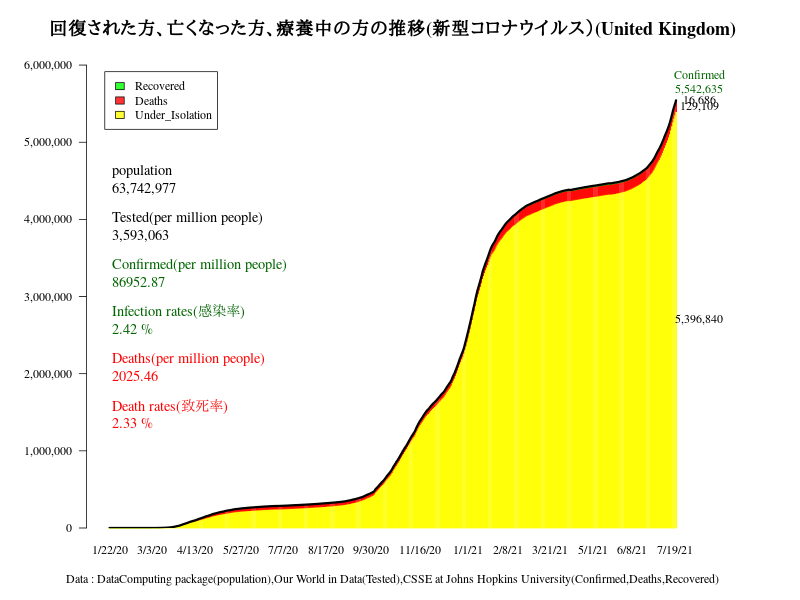 回復された方、亡くなった方、療養中の方の推移(新型コロナウイルス)(United Kingdom)
6,000,000
5,000,000
4,000,000
3,000,000
2,000,000
1,000,000
0
Recovered
Deaths
Under_Isolation
population
63,742,977
Tested(per million people)
3,593,063
Confirmed(per million people)
86952.87
Infection rates(感染率)
2.42 %
Deaths(per million people)
2025.46
Death rates(致死率)
2.33 %
Confirmed
5,542,635
16,686
129,109
5,396,840
1/22/20 3/3/20 4/13/20 5/27/20 7/7/20 8/17/20 9/30/20 11/16/20 1/1/21 2/8/21 3/21/21 5/1/21 6/8/21 7/19/21
Data : DataComputing package(population),Our World in Data(Tested),CSSE at Johns Hopkins University(Confirmed,Deaths,Recovered)